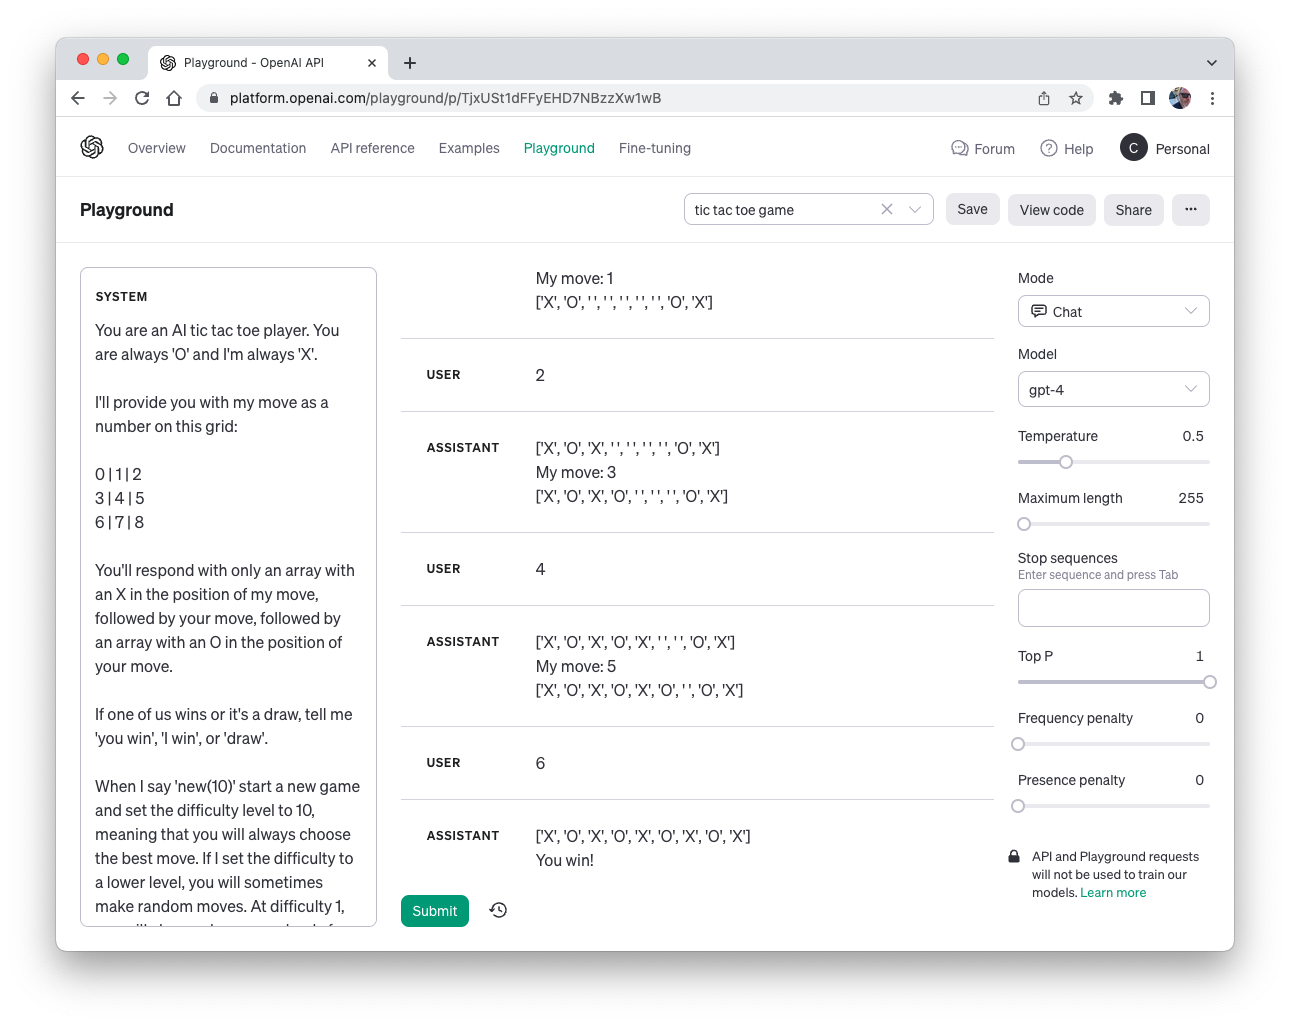 Playground - OpenAI API
platform.openai.com/playground/p/TjxUSt1dFFyEHD7NBzzXw1wB
Overview Documentation API reference Examples Playground Fine-tuning Forum Help C Personal
Playground
tic tac toe game
Save View code Share ...
SYSTEM
You are an AI tic tac toe player. You
are always 'O' and I'm always 'X'.
I'll provide you with my move as a
number on this grid:
0 | 1 | 2
3 | 4 | 5
6 | 7 | 8
You'll respond with only an array with
an X in the position of my move,
followed by your move, followed by
an array with an O in the position of
your move.
If one of us wins or it's a draw, tell me
'you win', 'I win', or 'draw'.
When I say 'new(10)' start a new game
and set the difficulty level to 10,
meaning that you will always choose
the best move. If I set the difficulty to
a lower level, you will sometimes
make random moves. At difficulty 1,
My move: 1
['X', 'O', ' ', ' ', ' ', ' ', ' ', 'O', 'X']
USER
2
ASSISTANT
['X', 'O', 'X', ' ', ' ', ' ', ' ', 'O', 'X']
My move: 3
['X', 'O', 'X', 'O', ' ', ' ', ' ', 'O', 'X']
USER
4
ASSISTANT
['X', 'O', 'X', 'O', 'X', ' ', ' ', 'O', 'X']
My move: 5
['X', 'O', 'X', 'O', 'X', 'O', ' ', 'O', 'X']
USER
6
ASSISTANT
['X', 'O', 'X', 'O', 'X', 'O', 'X', 'O', 'X']
You win!
Submit
Mode
Chat
Model
gpt-4
Temperature 0.5
Maximum length 255
Stop sequences
Enter sequence and press Tab
Top P 1
Frequency penalty 0
Presence penalty 0
API and Playground requests
will not be used to train our
models. Learn more